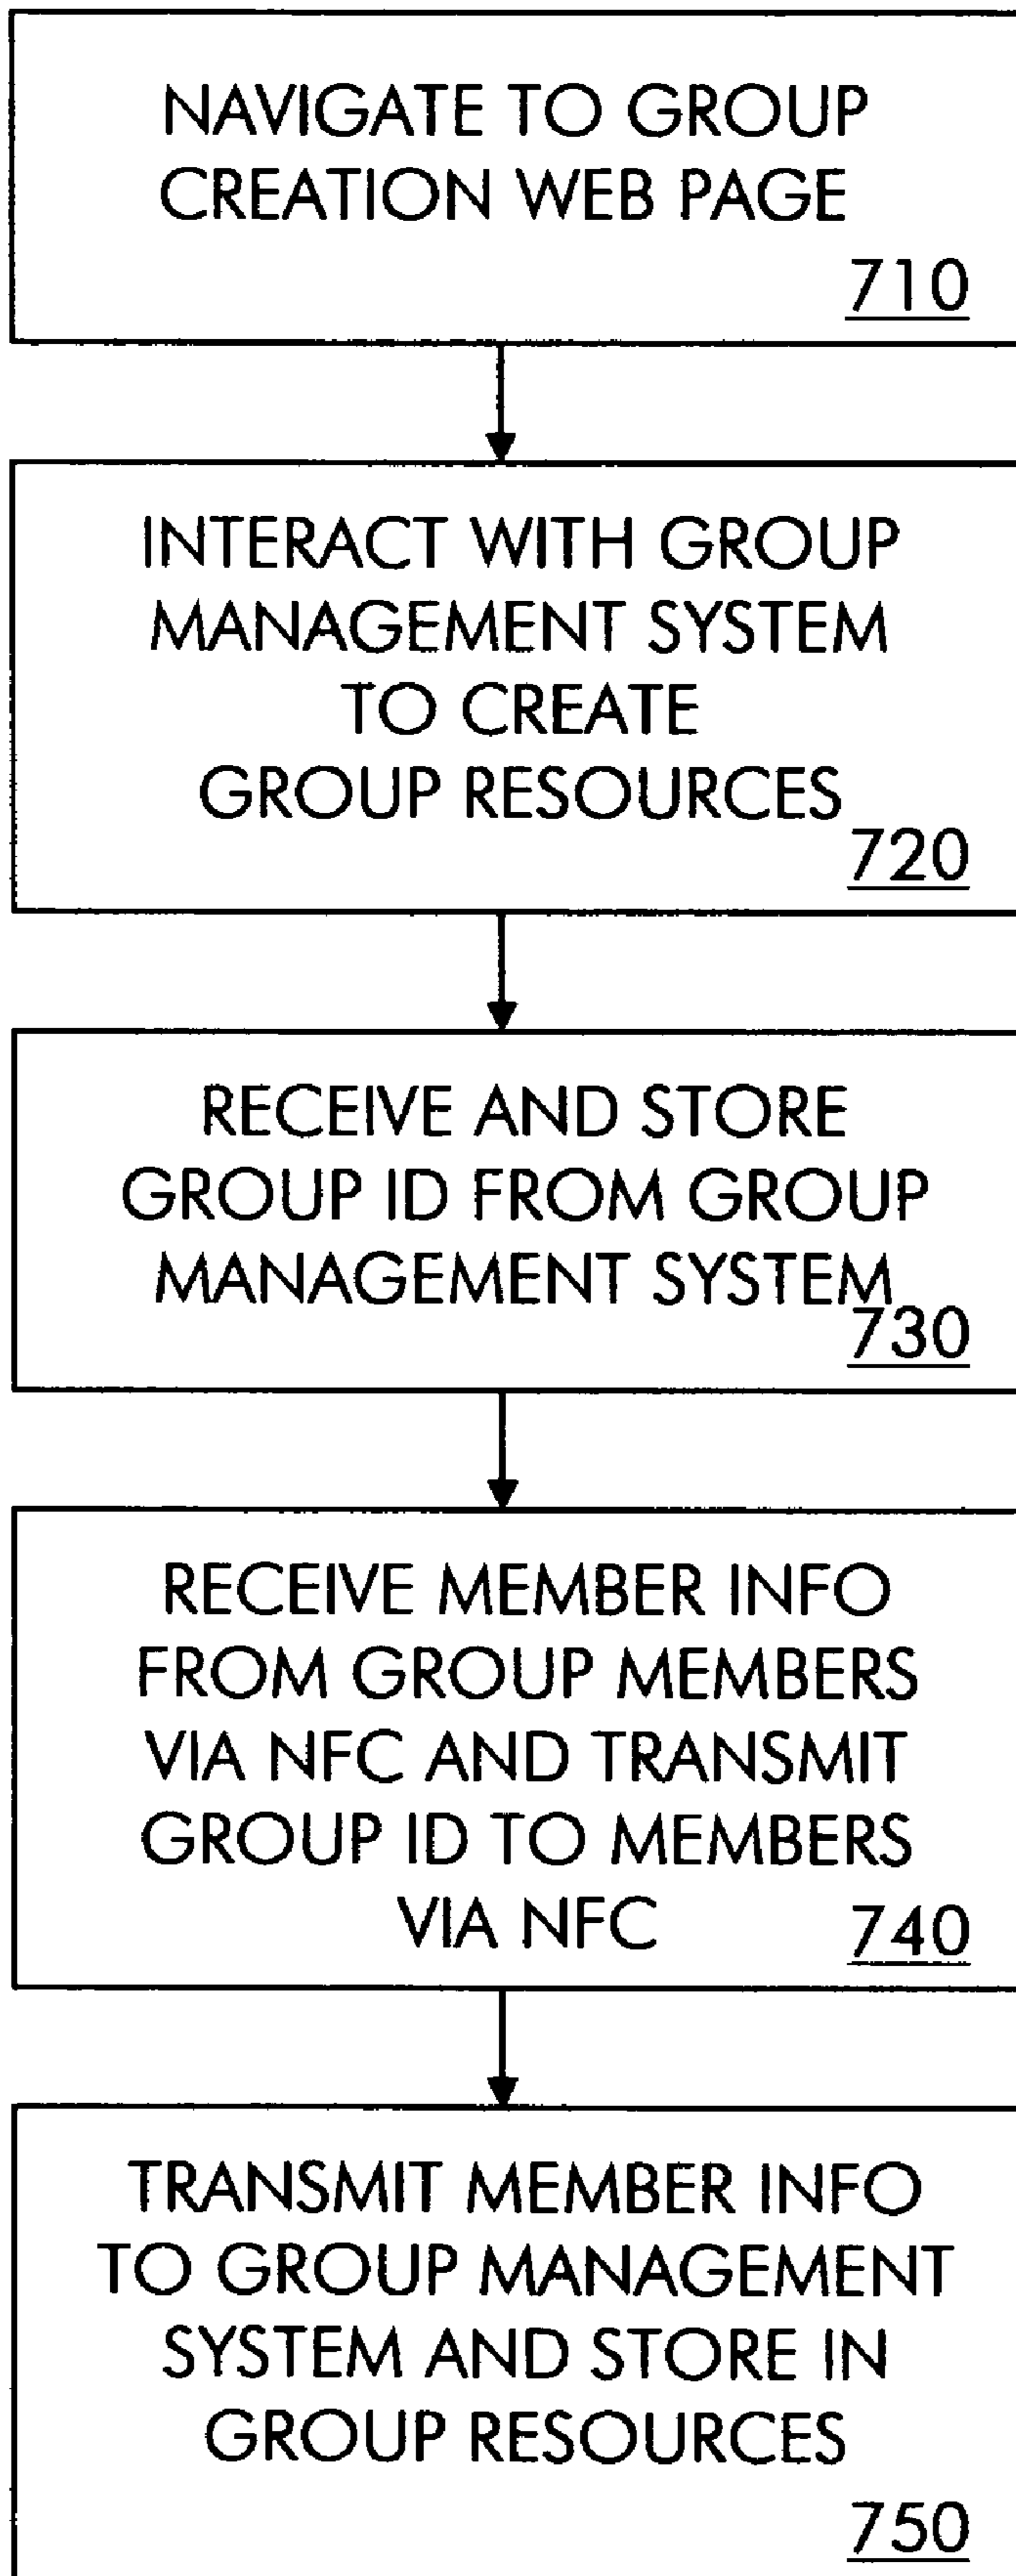 NAVIGATE TO GROUP
CREATION WEB PAGE
710
INTERACT WITH GROUP
MANAGEMENT SYSTEM
TO CREATE
GROUP RESOURCES
720
RECEIVE AND STORE
GROUP ID FROM GROUP
MANAGEMENT SYSTEM
730
RECEIVE MEMBER INFO
FROM GROUP MEMBERS
VIA NFC AND TRANSMIT
GROUP ID TO MEMBERS
VIA NFC 740
TRANSMIT MEMBER INFO
TO GROUP MANAGEMENT
SYSTEM AND STORE IN
GROUP RESOURCES
750